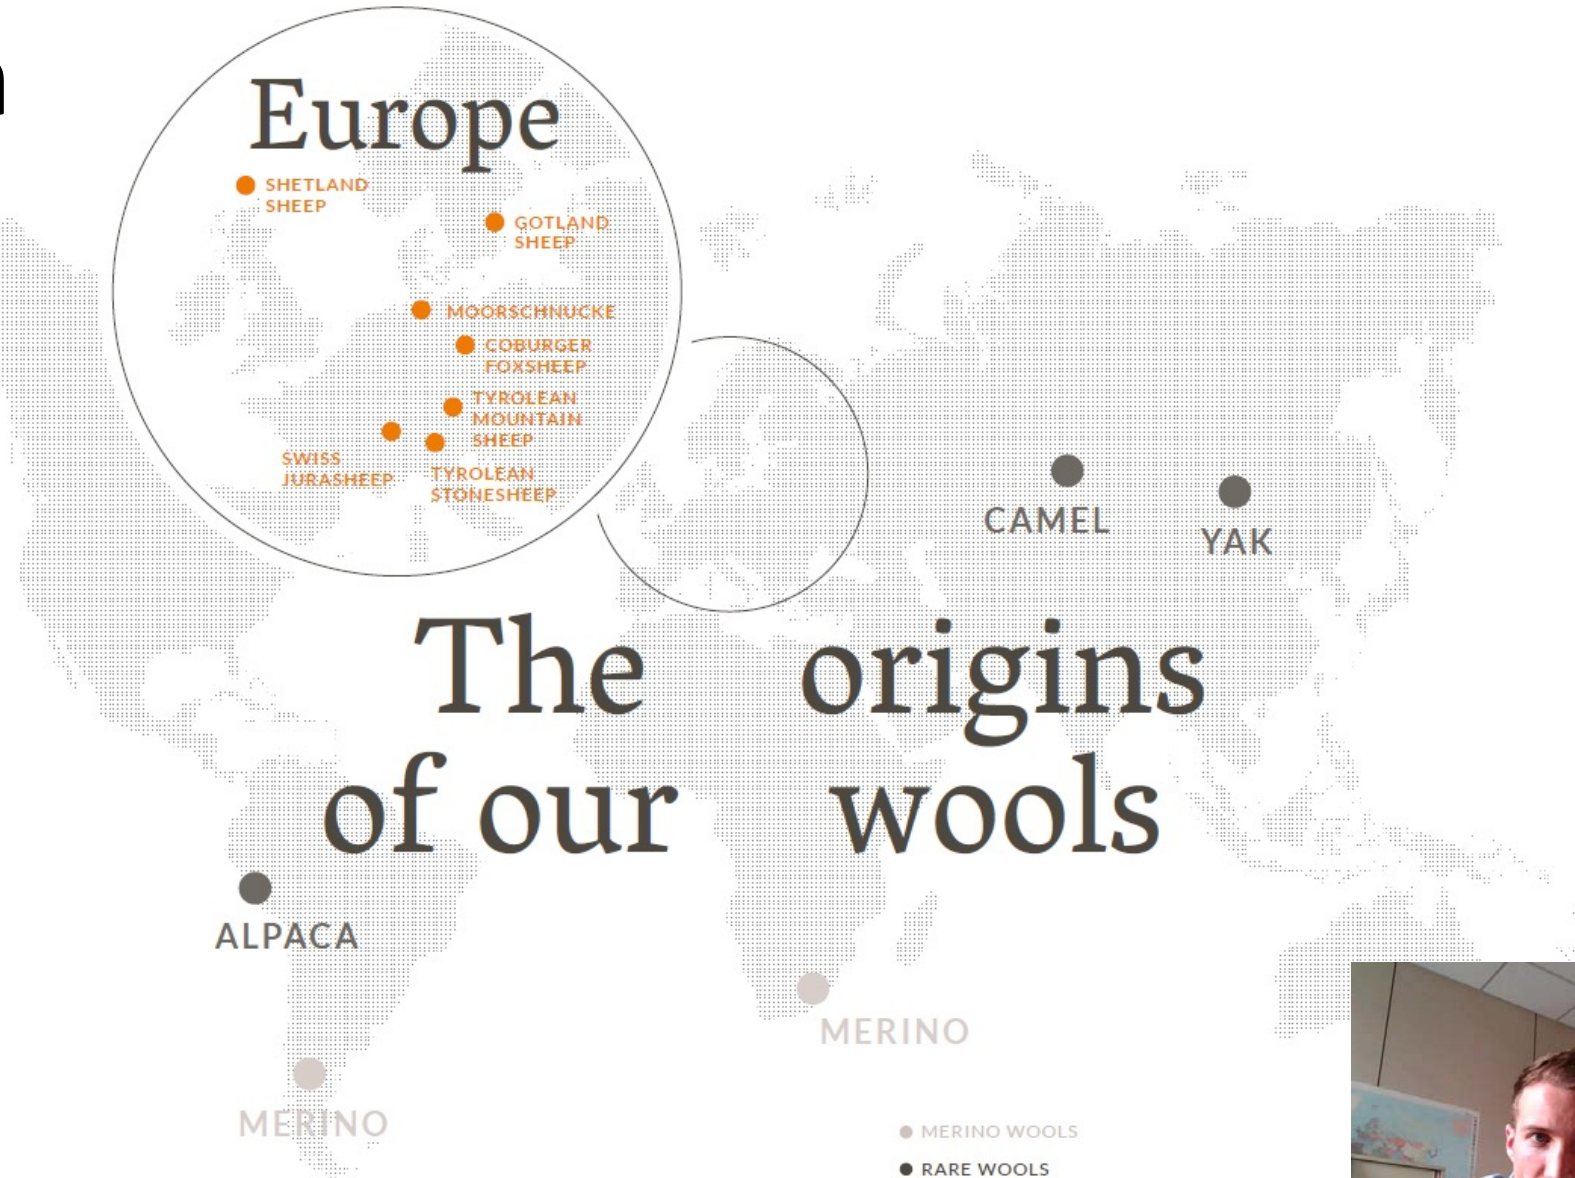 Europe
SHETLAND
SHEEP
GOTLAND
SHEEP
MOORSCHNUCKE
COBURGER
FOXSHEEP
TYROLEAN
MOUNTAIN
SHEEP
SWISS
JURASHEEP
TYROLEAN
STONESHEEP
CAMEL
YAK
The origins
of our wools
ALPACA
MERINO
MERINO
MERINO WOOLS
RARE WOOLS